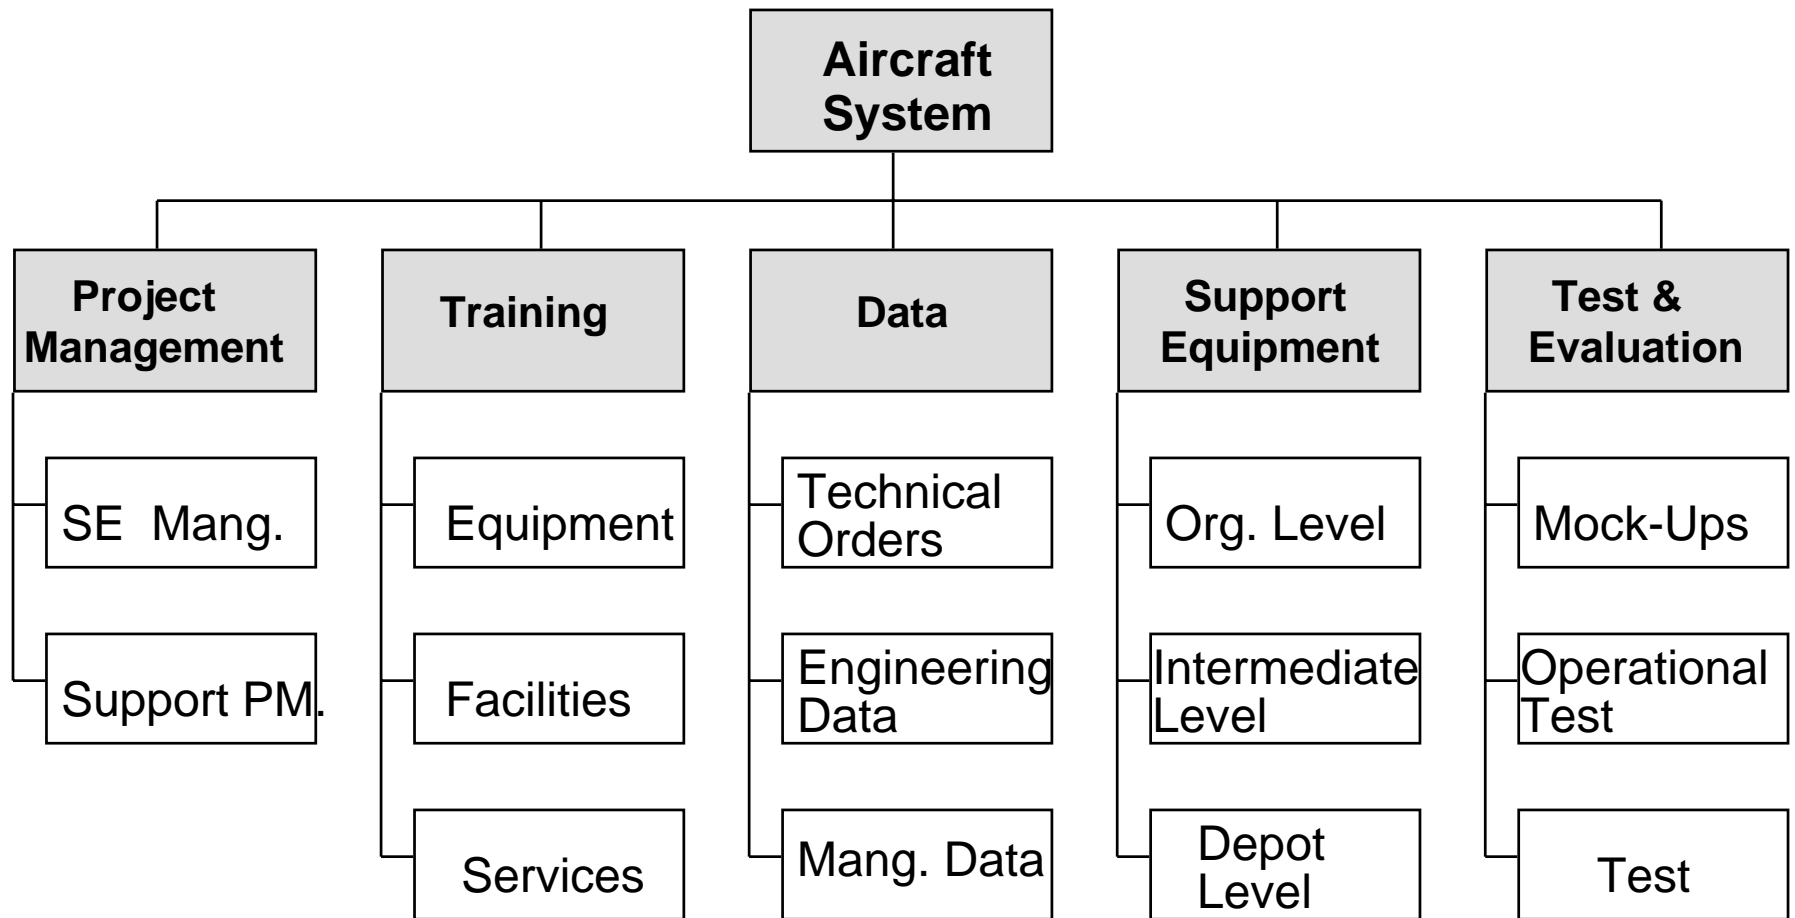 Aircraft
System
Project
Management
Training
Data
Support
Equipment
Test &
Evaluation
SE  Mang.
Equipment
Technical
Orders
Org. Level
Mock-Ups
Support PM.
Facilities
Engineering
Data
Intermediate
Level
Operational
Test
Services
Mang. Data
Depot
Level
Test